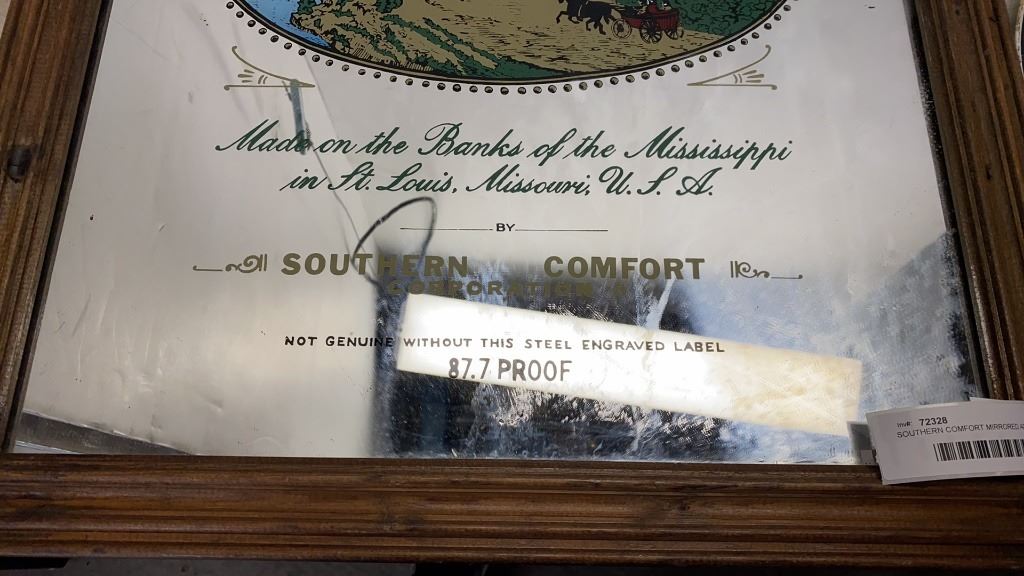 Made on the Banks of the Mississippi
in St. Louis, Missouri, U. S. A.
BY
SOUTHERN COMFORT
CORPORATION
NOT GENUINE WITHOUT THIS STEEL ENGRAVED LABEL
87.7 PROOF
Inv#: 72328
SOUTHERN COMFORT MIRRORED